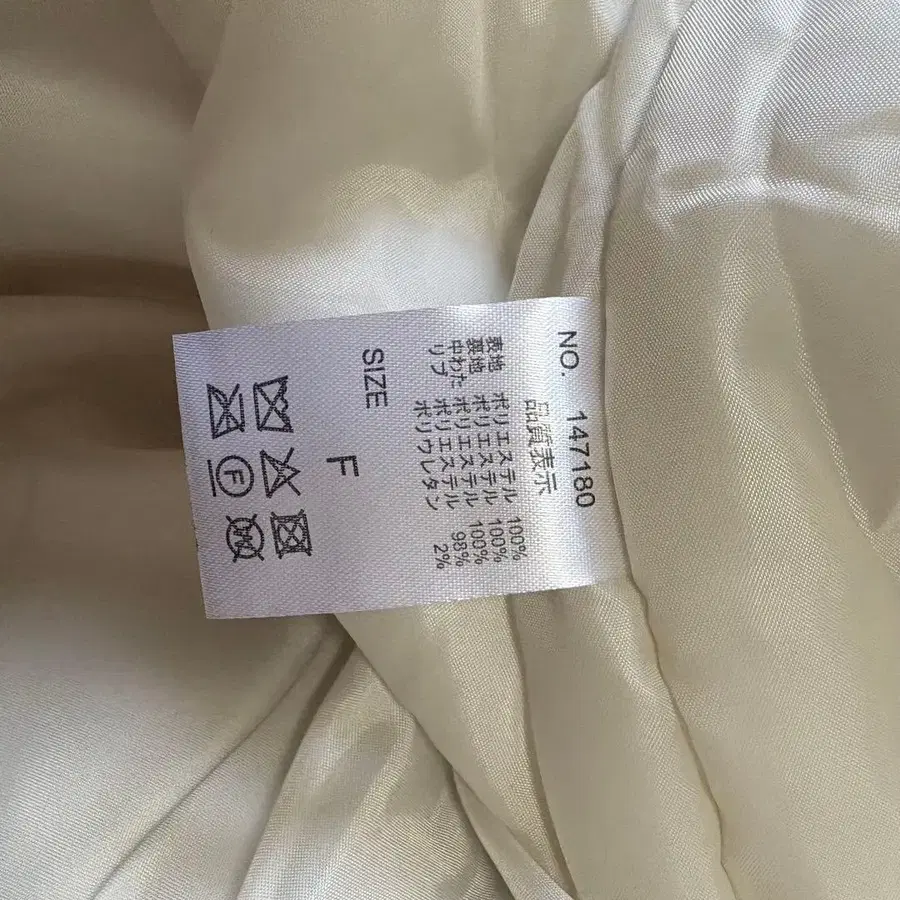 NO. 147180
品質表示
表地 ポリエステル 100%
裏地 ポリエステル 100%
中わた ポリエステル 100%
リブ ポリエステル 98%
ポリウレタン 2%
SIZE F
F
W